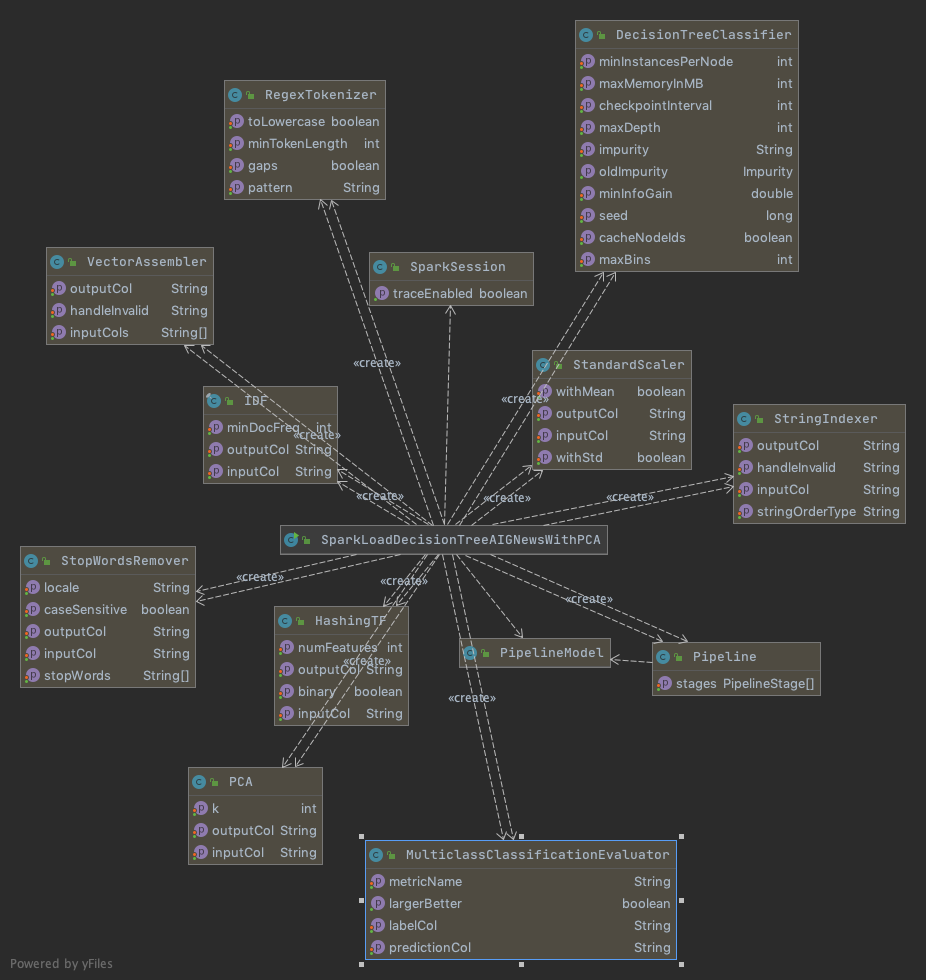 DecisionTreeClassifier
minInstancesPerNode int
maxMemoryInMB int
checkpointInterval int
maxDepth int
impurity String
oldImpurity Impurity
minInfoGain double
seed long
cacheNodeIds boolean
maxBins int
RegexTokenizer
toLowercase boolean
minTokenLength int
gaps boolean
pattern String
VectorAssembler
outputCol String
handleInvalid String
inputCols String[]
SparkSession
traceEnabled boolean
«create»
StandardScaler
withMean boolean
outputCol String
inputCol String
withStd boolean
«create»
IDF
minDocFreq int
outputCol String
inputCol String
«create»
StringIndexer
outputCol String
handleInvalid String
inputCol String
stringOrderType String
«create»
«create»
«create»
SparkLoadDecisionTreeAIGNewsWithPCA
StopWordsRemover
locale String
caseSensitive boolean
outputCol String
inputCol String
stopWords String[]
«create»
«create»
«create»
HashingTF
numFeatures int
outputCol String
binary boolean
inputCol String
«create»
PipelineModel
Pipeline
stages PipelineStage[]
«create»
PCA
k int
outputCol String
inputCol String
MulticlassClassificationEvaluator
metricName String
largerBetter boolean
labelCol String
predictionCol String
Powered by yFiles